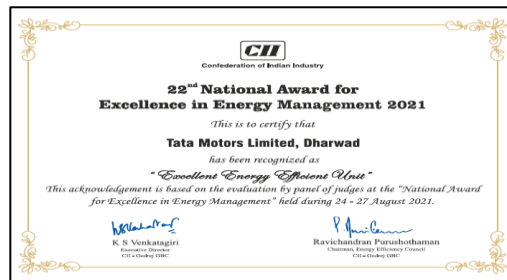 CII
Confederation of Indian Industry
22nd National Award for
Excellence in Energy Management 2021
This is to certify that
Tata Motors Limited, Dharwad
has been recognized as
"Excellent Energy Efficient Unit"
This acknowledgement is based on the evaluation by panel of judges at the "National Award
for Excellence in Energy Management" held during 24 - 27 August 2021.
K S Venkatagiri
Executive Director
CII - Godrej GBC
Ravichandran Purushothaman
Chairman, Energy Efficiency Council
CII - Godrej GBC